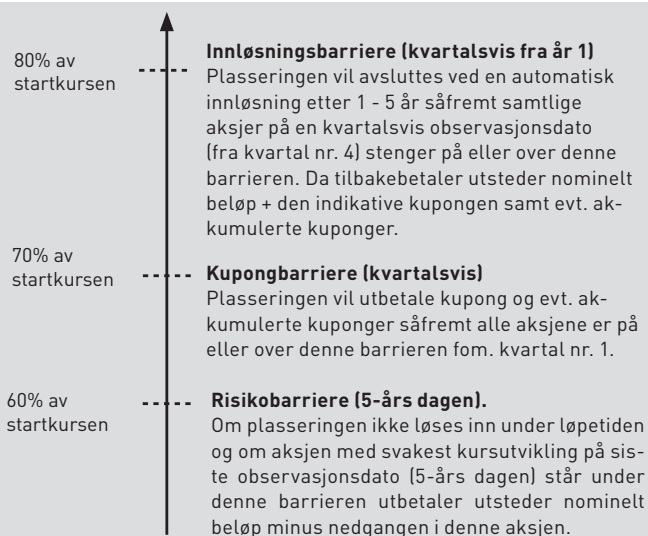 80% av
startkursen
Innløsningsbarriere (kvartalsvis fra år 1)
Plasseringen vil avsluttes ved en automatisk
innløsning etter 1 - 5 år såfremt samtlige
aksjer på en kvartalsvis observasjonsdato
(fra kvartal nr. 4) stenger på eller over denne
barrieren. Da tilbakebetaler utsteder nominelt
beløp + den indikative kupongen samt evt. ak-
kumulerte kuponger.
70% av
startkursen
Kupongbarriere (kvartalsvis)
Plasseringen vil utbetale kupong og evt. ak-
kumulerte kuponger såfremt alle aksjene er på
eller over denne barrieren fom. kvartal nr. 1.
60% av
startkursen
Risikobarriere (5-års dagen).
Om plasseringen ikke løses inn under løpetiden
og om aksjen med svakest kursutvikling på sis-
te observasjonsdato (5-års dagen) står under
denne barrieren utbetaler utsteder nominelt
beløp minus nedgangen i denne aksjen.